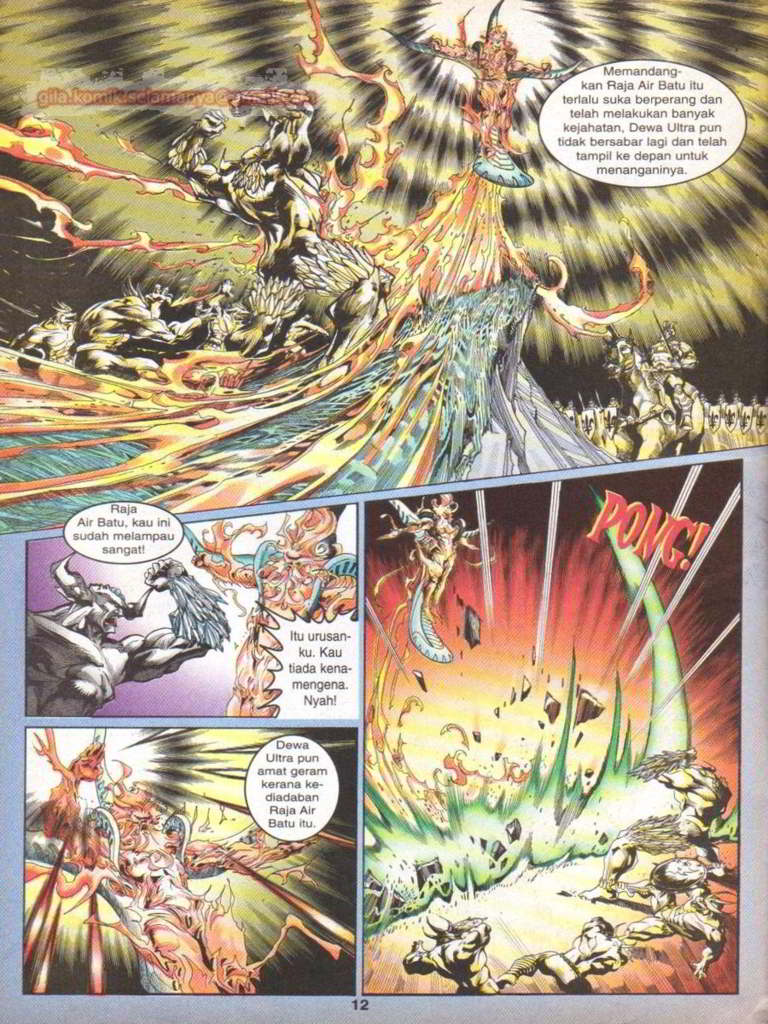 Memandang-
kan Raja Air Batu itu
terlalu suka berperang dan
telah melakukan banyak
kejahatan, Dewa Ultra pun
tidak bersabar lagi dan telah
tampil ke depan untuk
menanganinya.
Raja
Air Batu, kau ini
sudah melampau
sangat!
Itu urusan-
ku. Kau
tiada kena-
mengena.
Nyah!
PONG!
Dewa
Ultra pun
amat geram
kerana ke-
diadaban
Raja Air
Batu itu.
12